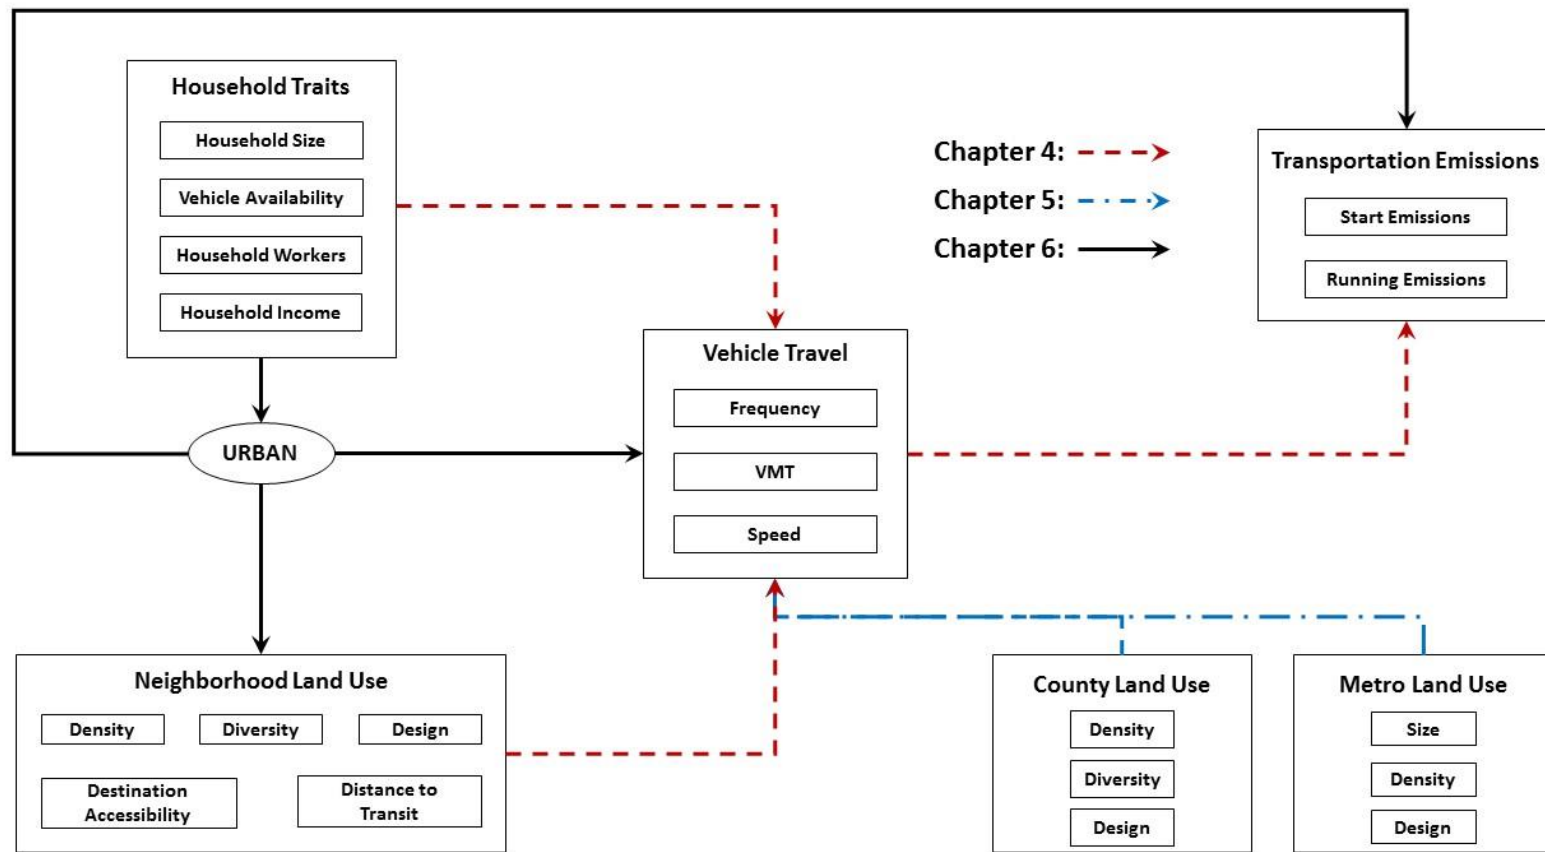 Household Traits
Household Size
Vehicle Availability
Household Workers
Household Income
Chapter 4:
Chapter 5:
Chapter 6:
Transportation Emissions
Start Emissions
Running Emissions
Vehicle Travel
Frequency
VMT
Speed
URBAN
Neighborhood Land Use
Density
Diversity
Design
Destination
Accessibility
Distance to
Transit
County Land Use
Density
Diversity
Design
Metro Land Use
Size
Density
Design